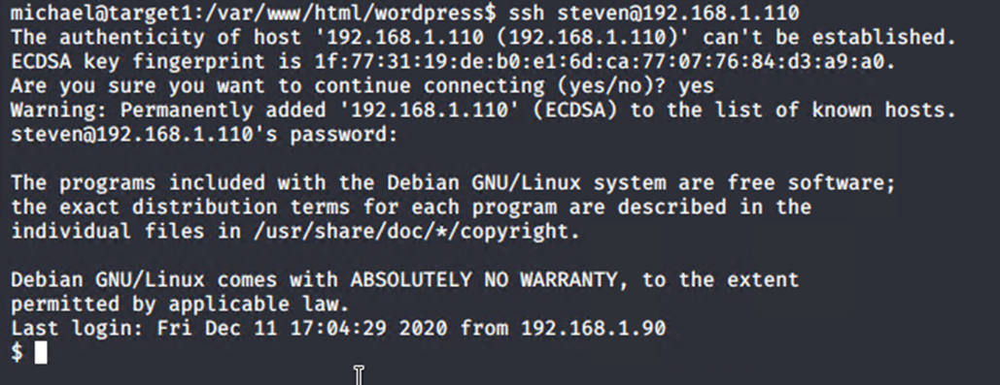 michael@target1:/var/www/html/wordpress$ ssh steven@192.168.1.110
The authenticity of host '192.168.1.110 (192.168.1.110)' can't be established.
ECDSA key fingerprint is 1f:77:31:19:de:b0:e1:6d:ca:77:07:76:84:d3:a9:a0.
Are you sure you want to continue connecting (yes/no)? yes
Warning: Permanently added '192.168.1.110' (ECDSA) to the list of known hosts.
steven@192.168.1.110's password:
The programs included with the Debian GNU/Linux system are free software;
the exact distribution terms for each program are described in the
individual files in /usr/share/doc/*/copyright.
Debian GNU/Linux comes with ABSOLUTELY NO WARRANTY, to the extent
permitted by applicable law.
Last login: Fri Dec 11 17:04:29 2020 from 192.168.1.90
$